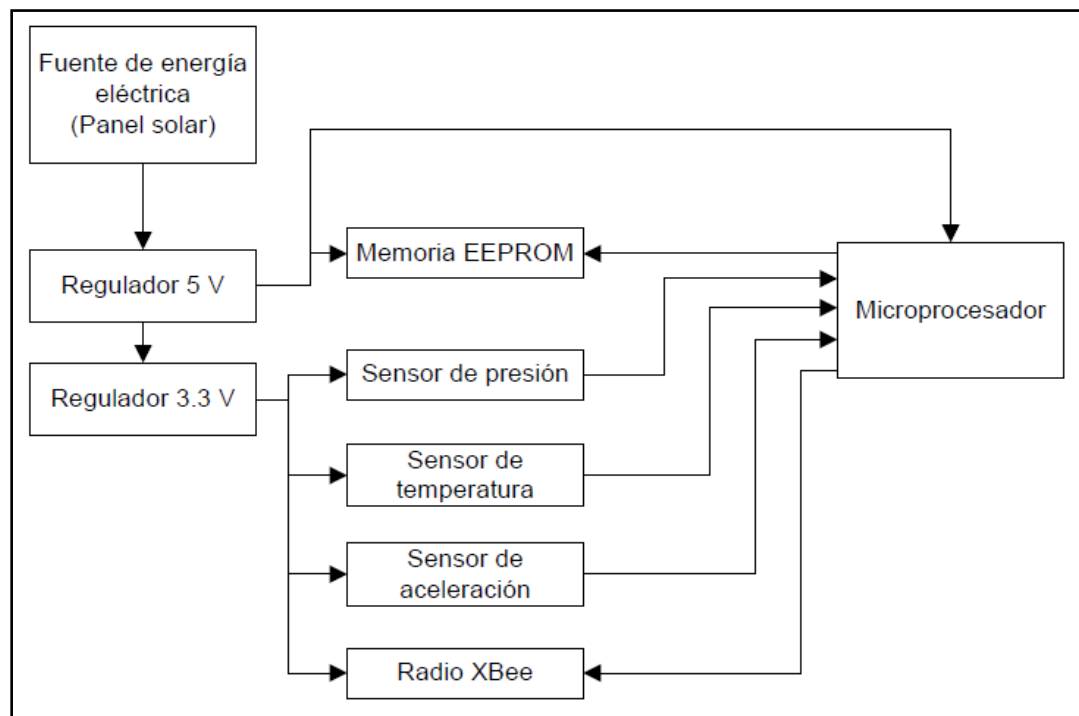 Fuente de energía
eléctrica
(Panel solar)
Regulador 5 V
Regulador 3.3 V
Memoria EEPROM
Sensor de presión
Sensor de
temperatura
Sensor de
aceleración
Radio XBee
Microprocesador